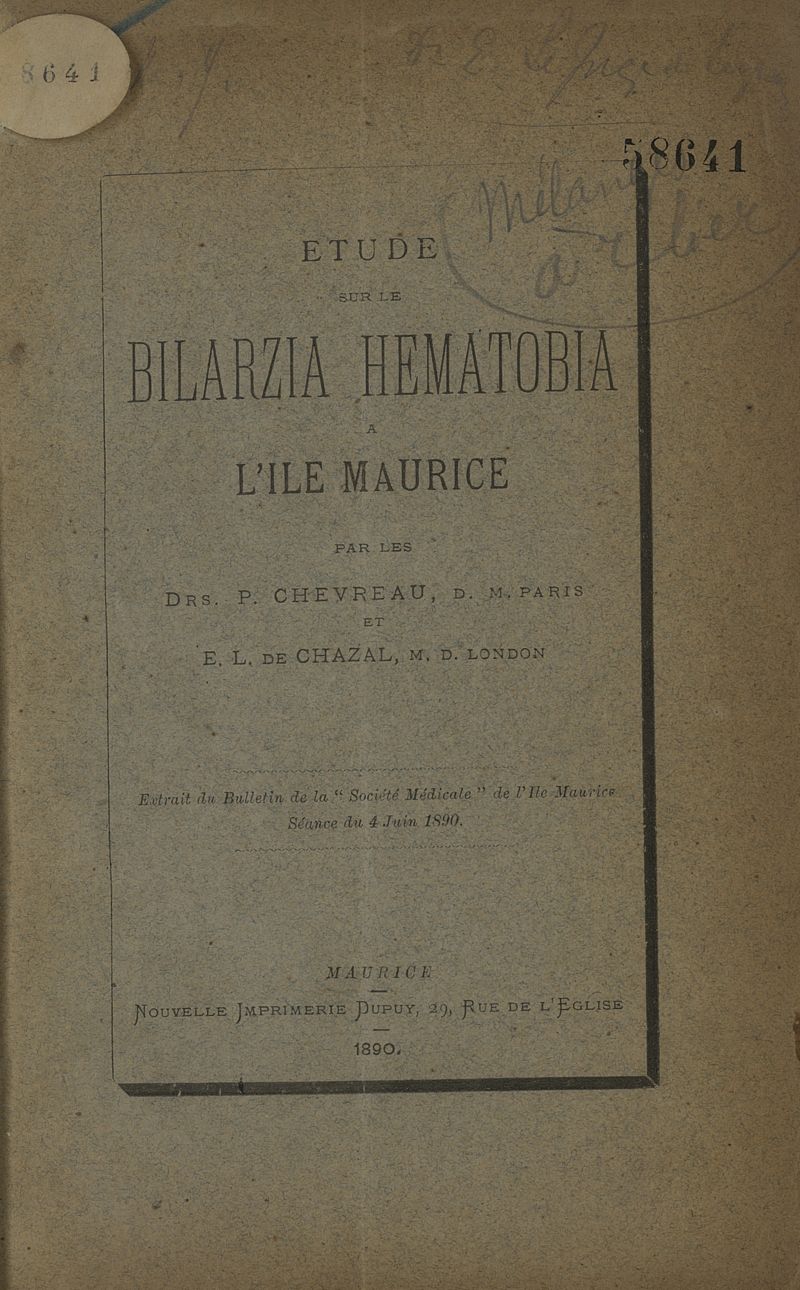 8641
58641
Mélanges
à relier
ETUDE
SUR LE
BILARZIA HEMATOBIA
A
L'ILE MAURICE
PAR LES
DRS. P. CHEVREAU, D. M. PARIS
ET
E. L. DE CHAZAL, M. D. LONDON
Extrait du Bulletin de la “ Société Médicale ” de l'Ile Maurice
Séance du 4 Juin 1890.
MAURICE
NOUVELLE IMPRIMERIE DUPUY, 29, RUE DE L'EGLISE
1890.